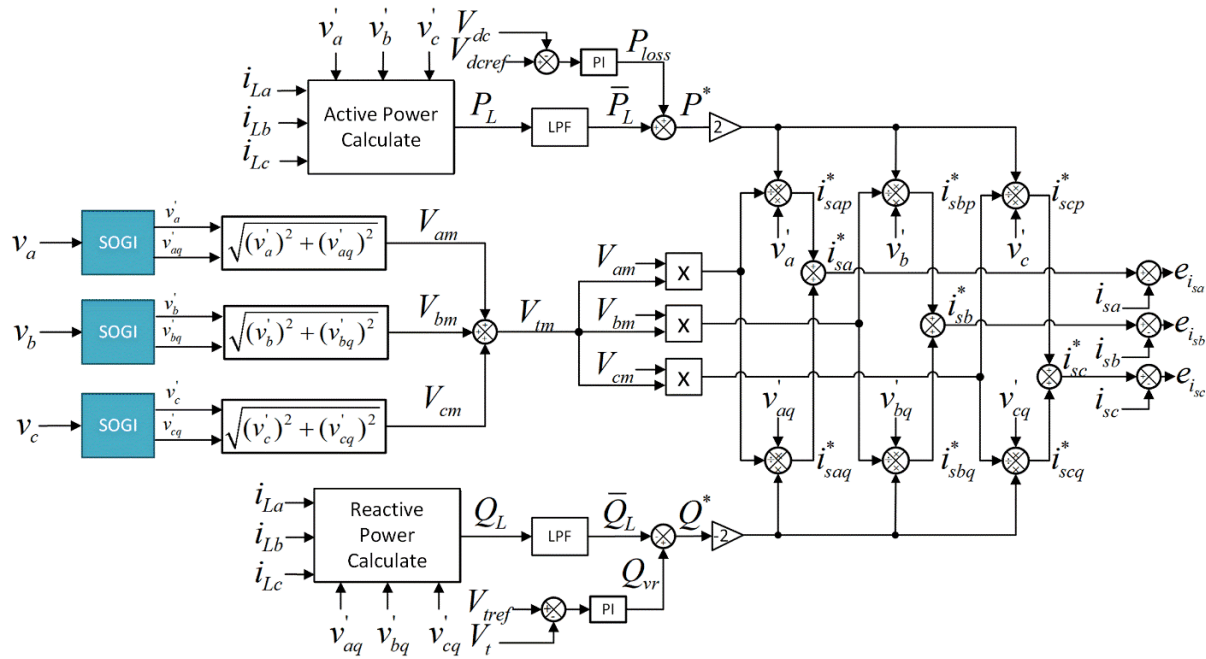 v'a v'b v'c
Vdc
Vdcref
PI
Ploss
iLa
iLb
iLc
Active Power
Calculate
PL
LPF
P̅L
P*
2
va
SOGI
v'a
v'aq
√(v'a)² + (v'aq)²
Vam
vb
SOGI
v'b
v'bq
√(v'b)² + (v'bq)²
Vbm
vc
SOGI
v'c
v'cq
√(v'c)² + (v'cq)²
Vcm
Vtm
Vam
X
Vbm
X
Vcm
X
i*sap
i*sbp
i*scp
v'a
v'b
v'c
i*sa
i*sb
i*sc
isa
isb
isc
eisa
eisb
eisc
v'aq
v'bq
v'cq
i*saq
i*sbq
i*scq
iLa
iLb
iLc
Reactive
Power
Calculate
QL
LPF
Q̅L
Q*
-2
Qvr
v'aq v'bq v'cq
Vtref
Vt
PI